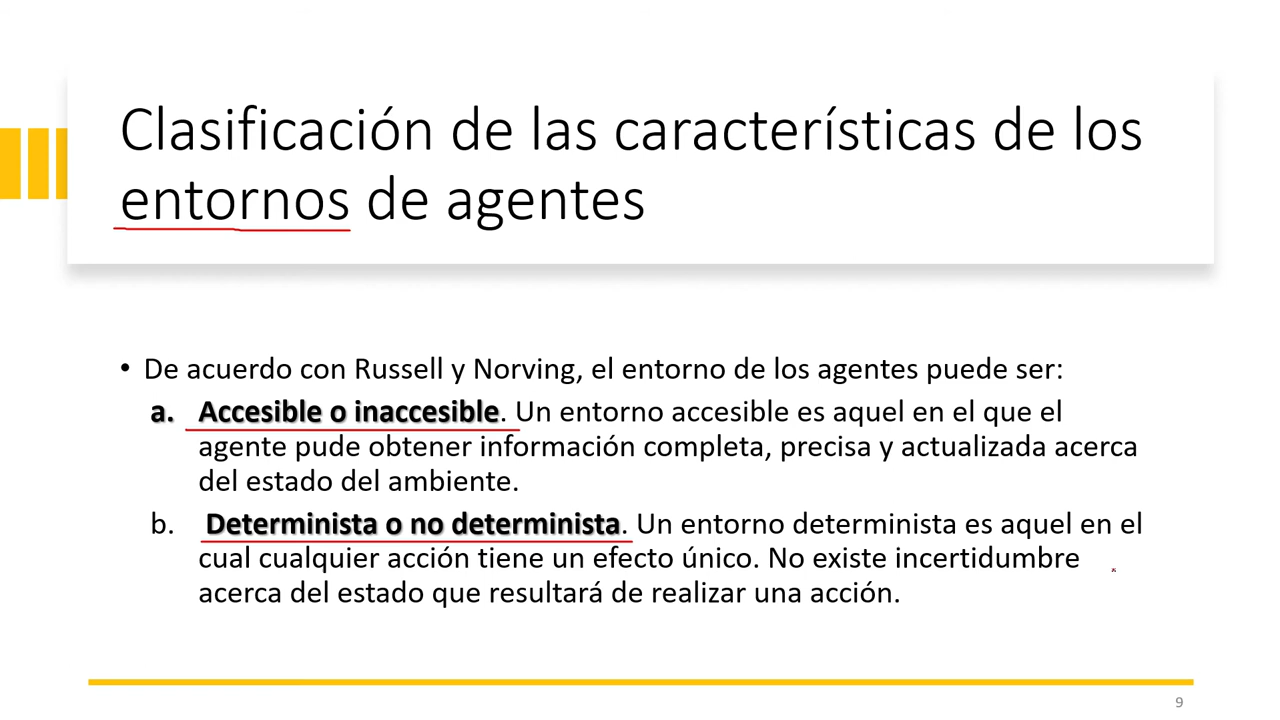 Clasificación de las características de los
entornos de agentes
• De acuerdo con Russell y Norving, el entorno de los agentes puede ser:
a. Accesible o inaccesible. Un entorno accesible es aquel en el que el
agente pude obtener información completa, precisa y actualizada acerca
del estado del ambiente.
b. Determinista o no determinista. Un entorno determinista es aquel en el
cual cualquier acción tiene un efecto único. No existe incertidumbre
acerca del estado que resultará de realizar una acción.
9